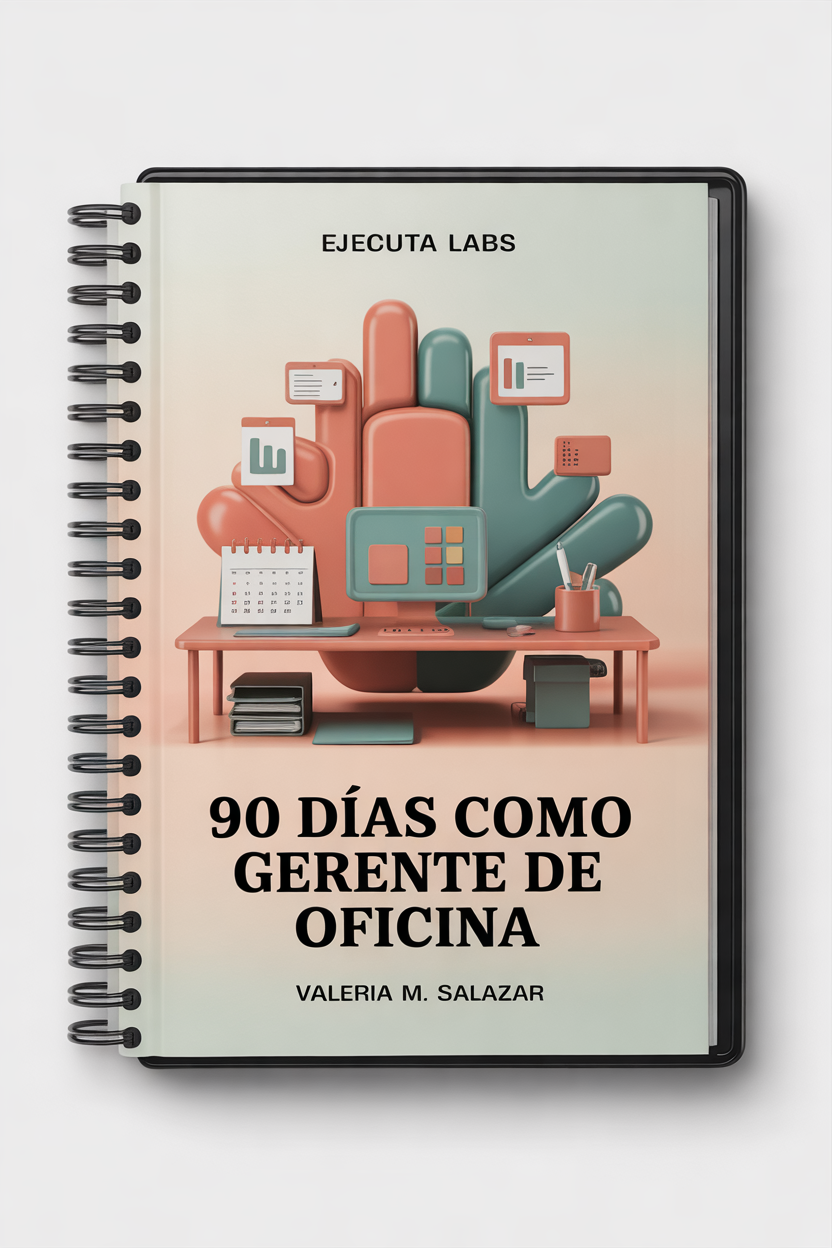 EJECUTA LABS
90 DÍAS COMO
GERENTE DE
OFICINA
VALERIA M. SALAZAR